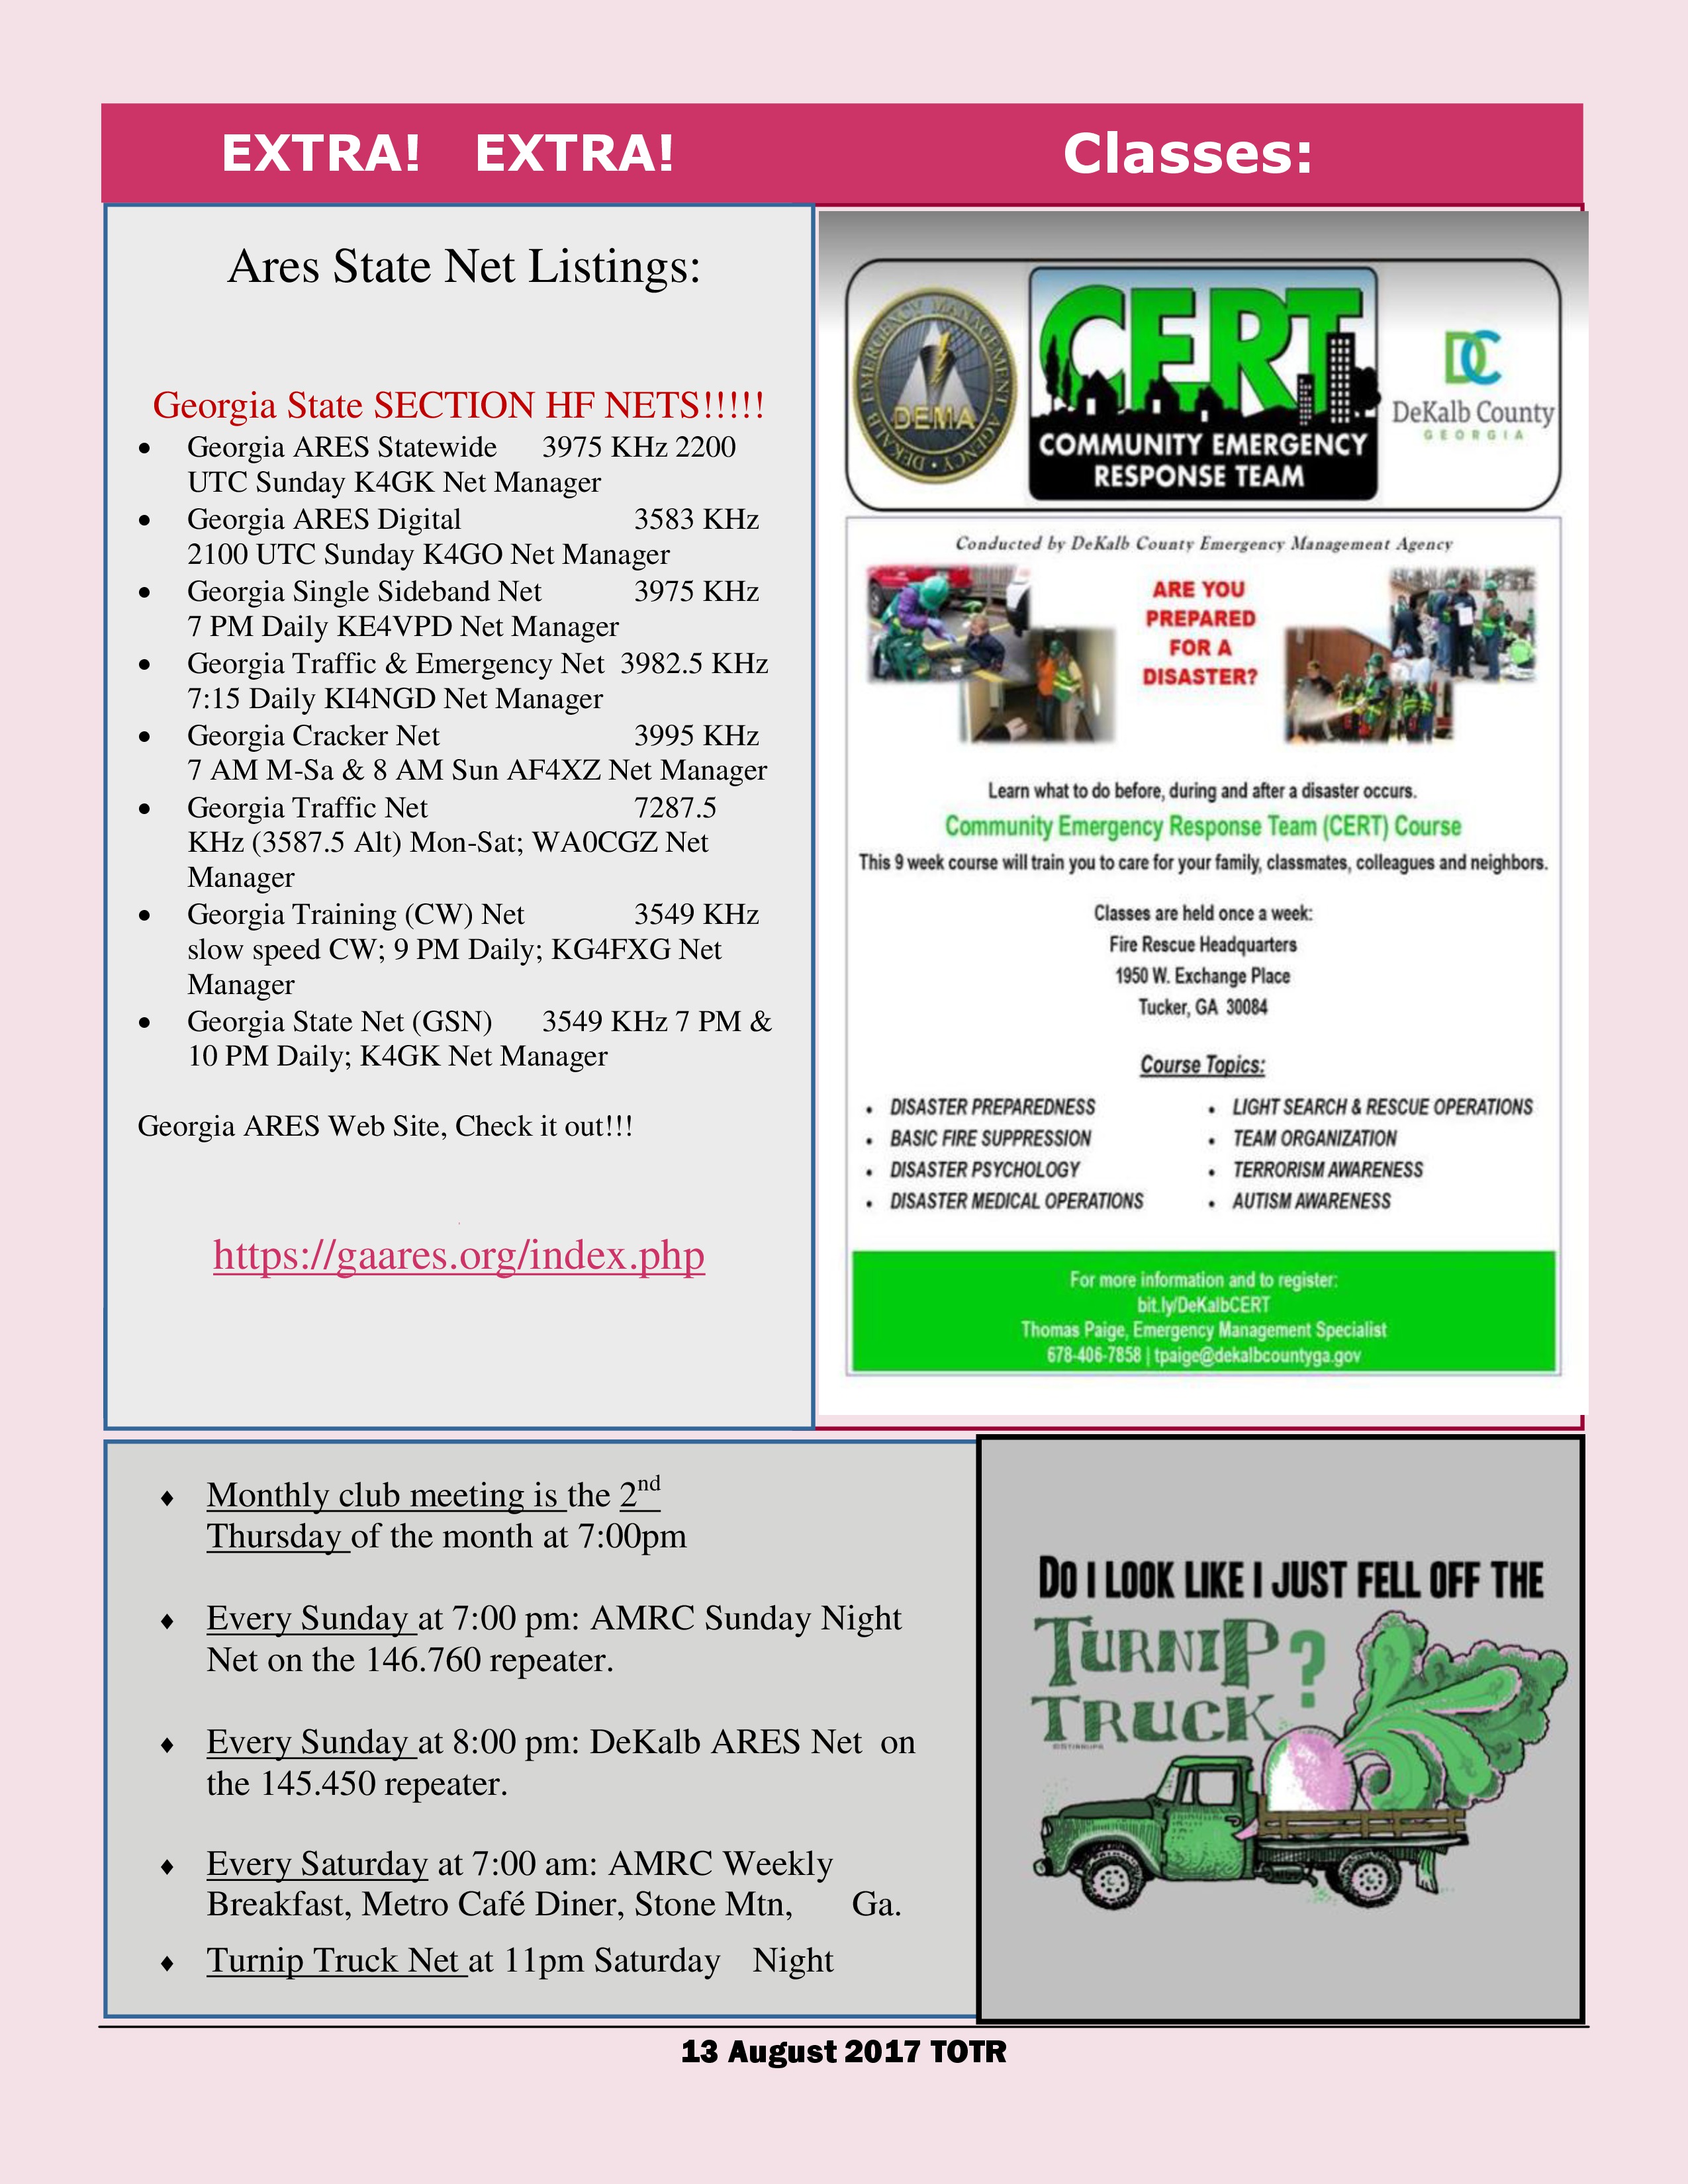 EXTRA! EXTRA!
Classes:
Ares State Net Listings:
Georgia State SECTION HF NETS!!!!!
• Georgia ARES Statewide 3975 KHz 2200
UTC Sunday K4GK Net Manager
• Georgia ARES Digital 3583 KHz
2100 UTC Sunday K4GO Net Manager
• Georgia Single Sideband Net 3975 KHz
7 PM Daily KE4VPD Net Manager
• Georgia Traffic & Emergency Net 3982.5 KHz
7:15 Daily KI4NGD Net Manager
• Georgia Cracker Net 3995 KHz
7 AM M-Sa & 8 AM Sun AF4XZ Net Manager
• Georgia Traffic Net 7287.5
KHz (3587.5 Alt) Mon-Sat; WA0CGZ Net
Manager
• Georgia Training (CW) Net 3549 KHz
slow speed CW; 9 PM Daily; KG4FXG Net
Manager
• Georgia State Net (GSN) 3549 KHz 7 PM &
10 PM Daily; K4GK Net Manager
Georgia ARES Web Site, Check it out!!!
https://gaares.org/index.php
DEKALB EMERGENCY MANAGEMENT AGENCY
DEMA
CERT
COMMUNITY EMERGENCY
RESPONSE TEAM
DC
DeKalb County
GEORGIA
Conducted by DeKalb County Emergency Management Agency
ARE YOU
PREPARED
FOR A
DISASTER?
Learn what to do before, during and after a disaster occurs.
Community Emergency Response Team (CERT) Course
This 9 week course will train you to care for your family, classmates, colleagues and neighbors.
Classes are held once a week:
Fire Rescue Headquarters
1950 W. Exchange Place
Tucker, GA 30084
Course Topics:
• DISASTER PREPAREDNESS
• BASIC FIRE SUPPRESSION
• DISASTER PSYCHOLOGY
• DISASTER MEDICAL OPERATIONS
• LIGHT SEARCH & RESCUE OPERATIONS
• TEAM ORGANIZATION
• TERRORISM AWARENESS
• AUTISM AWARENESS
For more information and to register:
bit.ly/DeKalbCERT
Thomas Paige, Emergency Management Specialist
678-406-7858 | tpaige@dekalbcountyga.gov
♦ Monthly club meeting is the 2nd
Thursday of the month at 7:00pm
♦ Every Sunday at 7:00 pm: AMRC Sunday Night
Net on the 146.760 repeater.
♦ Every Sunday at 8:00 pm: DeKalb ARES Net on
the 145.450 repeater.
♦ Every Saturday at 7:00 am: AMRC Weekly
Breakfast, Metro Café Diner, Stone Mtn, Ga.
♦ Turnip Truck Net at 11pm Saturday Night
DO I LOOK LIKE I JUST FELL OFF THE
TURNIP
TRUCK?
13 August 2017 TOTR